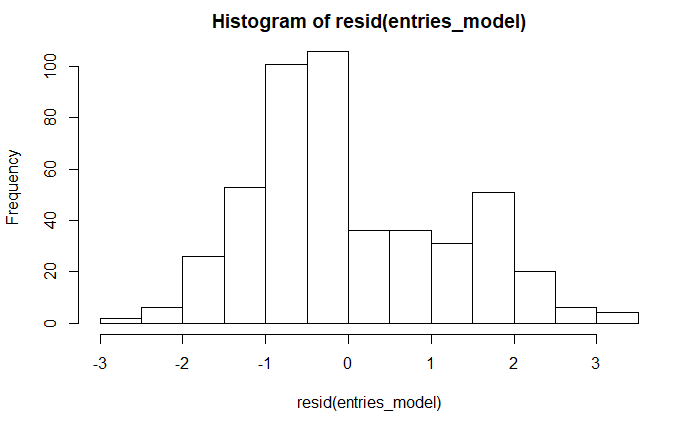 Histogram of resid(entries_model)
Frequency
100
80
60
40
20
0
-3 -2 -1 0 1 2 3
resid(entries_model)